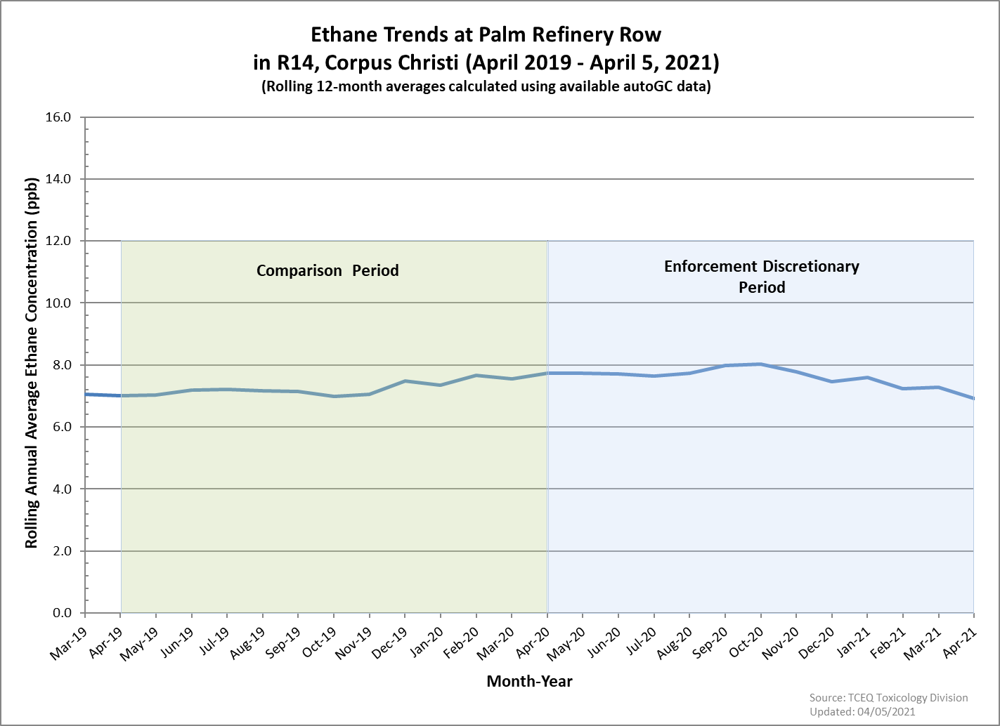 Ethane Trends at Palm Refinery Row
in R14, Corpus Christi (April 2019 - April 5, 2021)
(Rolling 12-month averages calculated using available autoGC data)
Rolling Annual Average Ethane Concentration (ppb)
16.0
14.0
12.0
10.0
8.0
6.0
4.0
2.0
0.0
Comparison Period
Enforcement Discretionary
Period
Mar-19
Apr-19
May-19
Jun-19
Jul-19
Aug-19
Sep-19
Oct-19
Nov-19
Dec-19
Jan-20
Feb-20
Mar-20
Apr-20
May-20
Jun-20
Jul-20
Aug-20
Sep-20
Oct-20
Nov-20
Dec-20
Jan-21
Feb-21
Mar-21
Apr-21
Month-Year
Source: TCEQ Toxicology Division
Updated: 04/05/2021